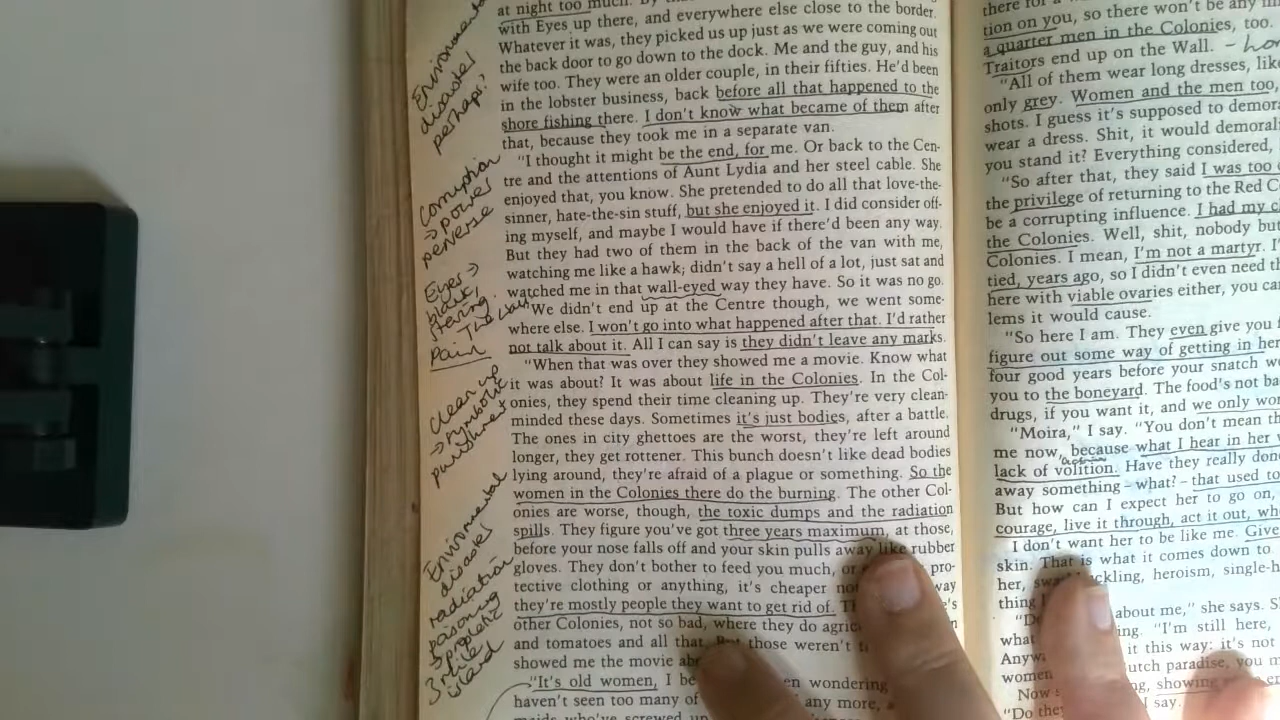 at night too much. By
with Eyes up there, and everywhere else close to the border.
Whatever it was, they picked us up just as we were coming out
the back door to go down to the dock. Me and the guy, and his
wife too. They were an older couple, in their fifties. He'd been
in the lobster business, back before all that happened to the
shore fishing there. I don't know what became of them after
that, because they took me in a separate van.
"I thought it might be the end, for me. Or back to the Cen-
tre and the attentions of Aunt Lydia and her steel cable. She
enjoyed that, you know. She pretended to do all that love-the-
sinner, hate-the-sin stuff, but she enjoyed it. I did consider off-
ing myself, and maybe I would have if there'd been any way.
But they had two of them in the back of the van with me,
watching me like a hawk; didn't say a hell of a lot, just sat and
watched me in that wall-eyed way they have. So it was no go.
"We didn't end up at the Centre though, we went some-
where else. I won't go into what happened after that. I'd rather
not talk about it. All I can say is they didn't leave any marks.
"When that was over they showed me a movie. Know what
it was about? It was about life in the Colonies. In the Col-
onies, they spend their time cleaning up. They're very clean-
minded these days. Sometimes it's just bodies, after a battle.
The ones in city ghettoes are the worst, they're left around
longer, they get rottener. This bunch doesn't like dead bodies
lying around, they're afraid of a plague or something. So the
women in the Colonies there do the burning. The other Col-
onies are worse, though, the toxic dumps and the radiation
spills. They figure you've got three years maximum, at those,
before your nose falls off and your skin pulls away like rubber
gloves. They don't bother to feed you much, or pro-
tective clothing or anything, it's cheaper not way
they're mostly people they want to get rid of.
other Colonies, not so bad, where they do agric
and tomatoes and all that. But those weren't
showed me the movie
"It's old women, I be en wondering
haven't seen too many of any more,
Environmental
disaster
perhaps?
Corruption
→ power
perverse
Eyes →
blank,
staring
The Wall
Pain
Clean up
→ symbolic
punishment
Environmental
disaster
radiation
poisoning
3 mile
island
there for a
tion on you, so there won't be any
a quarter men in the Colonies, too.
Traitors end up on the Wall.
"All of them wear long dresses, like
only grey. Women and the men too,
shots. I guess it's supposed to demor
wear a dress. Shit, it would demorali
you stand it? Everything considered,
"So after that, they said I was too
the privilege of returning to the Red C
be a corrupting influence. I had my ch
the Colonies. Well, shit, nobody but
Colonies. I mean, I'm not a martyr. I'
tied, years ago, so I didn't even need th
here with viable ovaries either, you can
lems it would cause.
"So here I am. They even give you f
figure out some way of getting in her
four good years before your snatch w
you to the boneyard. The food's not ba
drugs, if you want it, and we only wor
"Moira," I say. "You don't mean th
me now, because what I hear in her v
lack of volition. Have they really done
away something – what? – that used to
But how can I expect her to go on,
courage, live it through, act it out, wh
I don't want her to be like me. Give
skin. That is what it comes down to
her, swashbuckling, heroism, single-h
thing
about me," she says. S
what ing. "I'm still here,
Anyw it this way: it's not
women utch paradise, you m
Now ng, showing
"Do they I say.